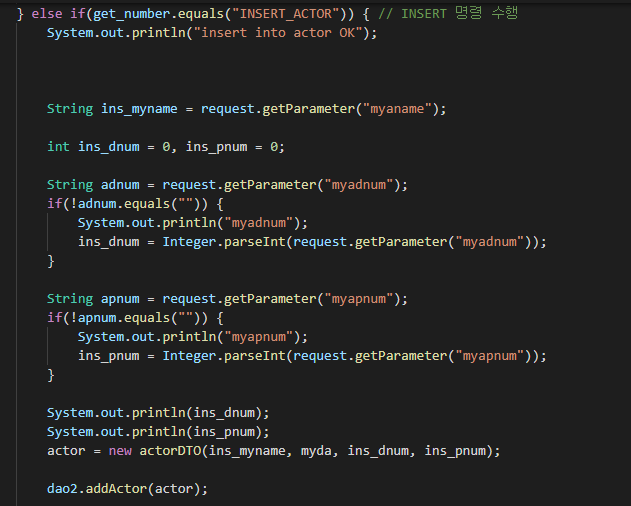 } else if(get_number.equals("INSERT_ACTOR")) { // INSERT 명령 수행
System.out.println("insert into actor OK");
String ins_myname = request.getParameter("myaname");
int ins_dnum = 0, ins_pnum = 0;
String adnum = request.getParameter("myadnum");
if(!adnum.equals("")) {
System.out.println("myadnum");
ins_dnum = Integer.parseInt(request.getParameter("myadnum"));
}
String apnum = request.getParameter("myapnum");
if(!apnum.equals("")) {
System.out.println("myapnum");
ins_pnum = Integer.parseInt(request.getParameter("myapnum"));
}
System.out.println(ins_dnum);
System.out.println(ins_pnum);
actor = new actorDTO(ins_myname, myda, ins_dnum, ins_pnum);
dao2.addActor(actor);